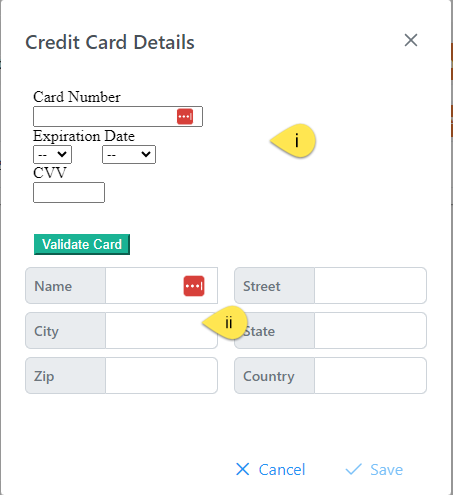 Credit Card Details
Card Number
Expiration Date
i
-- --
CVV
Validate Card
Name Street
City ii State
Zip Country
Cancel Save